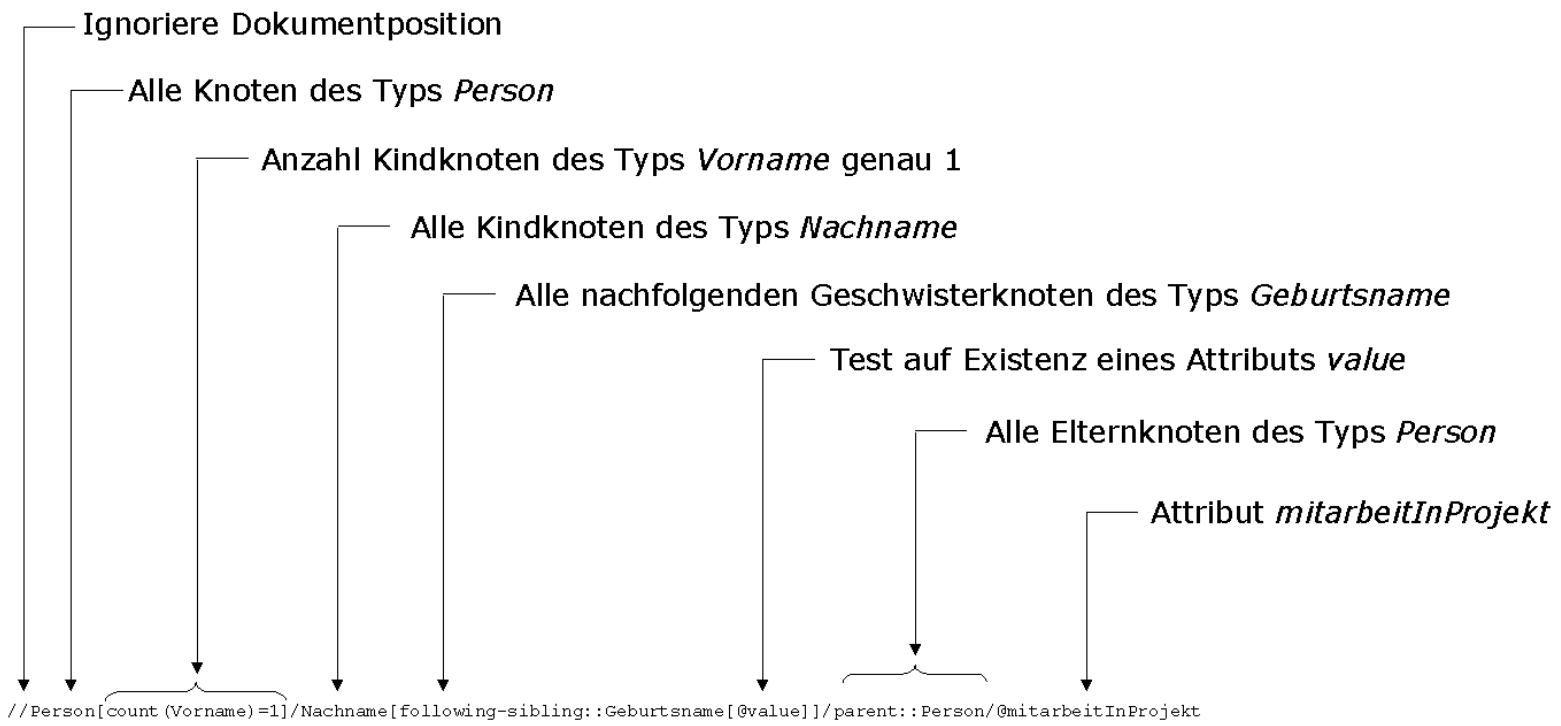 Ignoriere Dokumentposition
Alle Knoten des Typs Person
Anzahl Kindknoten des Typs Vorname genau 1
Alle Kindknoten des Typs Nachname
Alle nachfolgenden Geschwisterknoten des Typs Geburtsname
Test auf Existenz eines Attributs value
Alle Elternknoten des Typs Person
Attribut mitarbeitInProjekt
//Person[count(Vorname)=1]/Nachname[following-sibling::Geburtsname[@value]]/parent::Person/@mitarbeitInProjekt